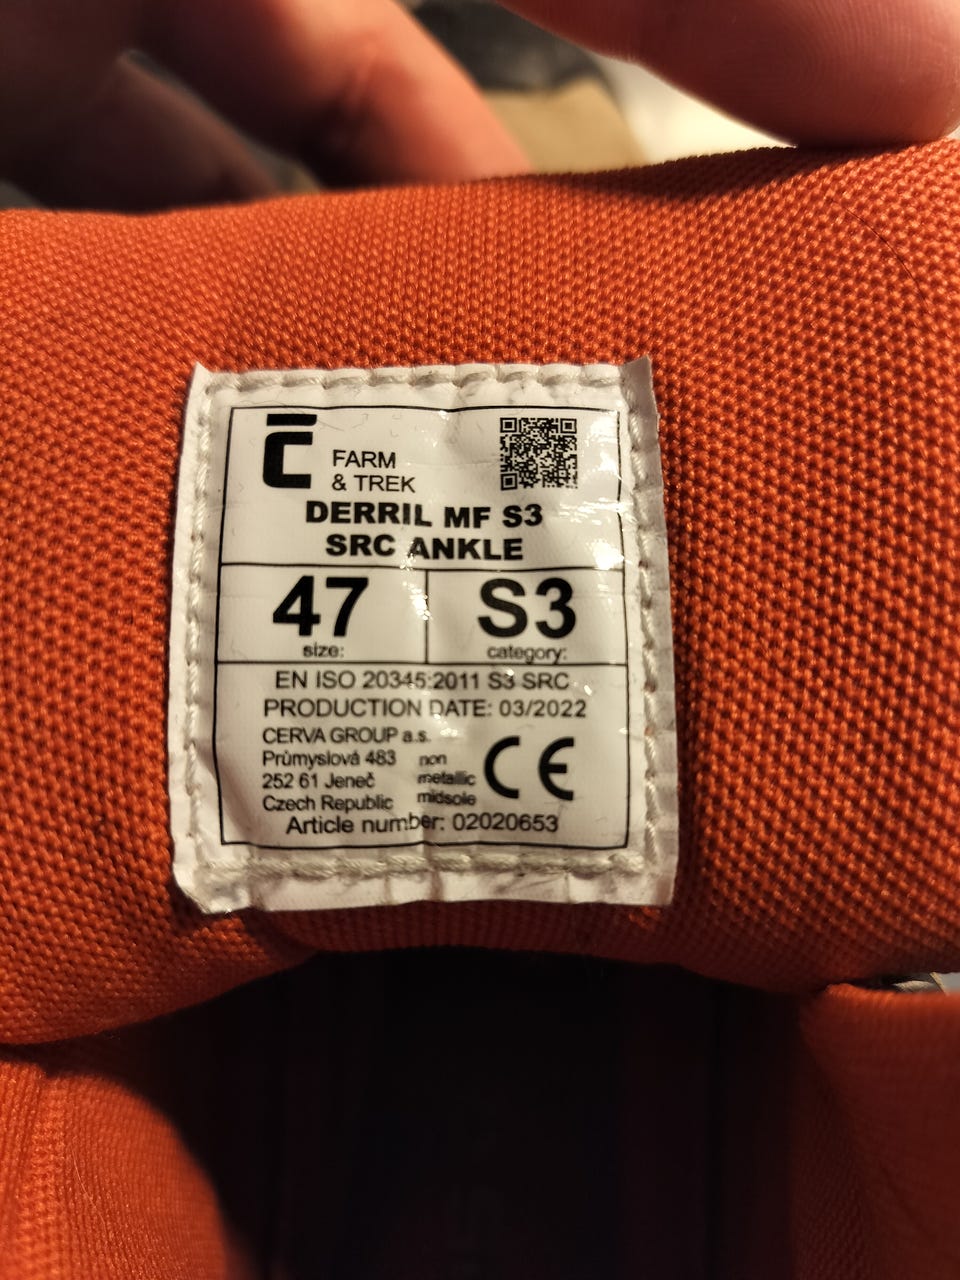 FARM
& TREK
DERRIL MF S3
SRC ANKLE
47
size:
S3
category:
EN ISO 20345:2011 S3 SRC
PRODUCTION DATE: 03/2022
CERVA GROUP a.s.
Průmyslová 483
252 61 Jeneč
Czech Republic
non
metallic
midsole
CE
Article number: 02020653